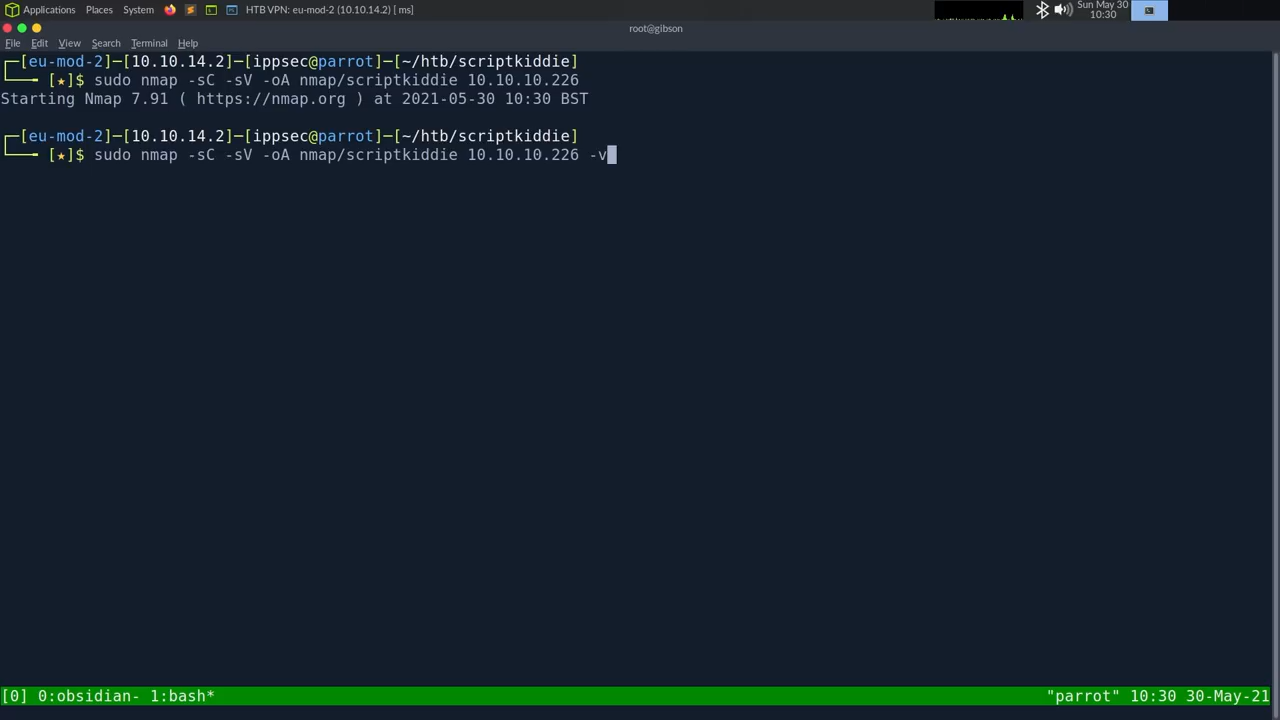 Applications Places System HTB VPN: eu-mod-2 (10.10.14.2) [ ms] Sun May 30
10:30
root@gibson
File Edit View Search Terminal Help
┌─[eu-mod-2]─[10.10.14.2]─[ippsec@parrot]─[~/htb/scriptkiddie]
└──╼ [★]$ sudo nmap -sC -sV -oA nmap/scriptkiddie 10.10.10.226
Starting Nmap 7.91 ( https://nmap.org ) at 2021-05-30 10:30 BST
┌─[eu-mod-2]─[10.10.14.2]─[ippsec@parrot]─[~/htb/scriptkiddie]
└──╼ [★]$ sudo nmap -sC -sV -oA nmap/scriptkiddie 10.10.10.226 -v
[0] 0:obsidian- 1:bash* "parrot" 10:30 30-May-21